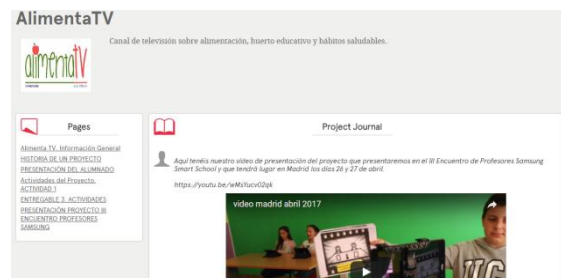 AlimentaTV
Canal de televisión sobre alimentación, huerto educativo y hábitos saludables.
alimentaTV
Pages
Alimenta TV. Información General
HISTORIA DE UN PROYECTO
PRESENTACIÓN DEL ALUMNADO
Actividades del Proyecto.
ACTIVIDAD 1
ENTREGABLE 2. ACTIVIDADES
PRESENTACIÓN PROYECTO III
ENCUENTRO PROFESORES
SAMSUNG
Project Journal
Aquí tenéis nuestro vídeo de presentación del proyecto que presentaremos en el III Encuentro de Profesores Samsung
Smart School y que tendrá lugar en Madrid los días 26 y 27 de abril.
https://youtu.be/wMsYucv02qk
video madrid abril 2017